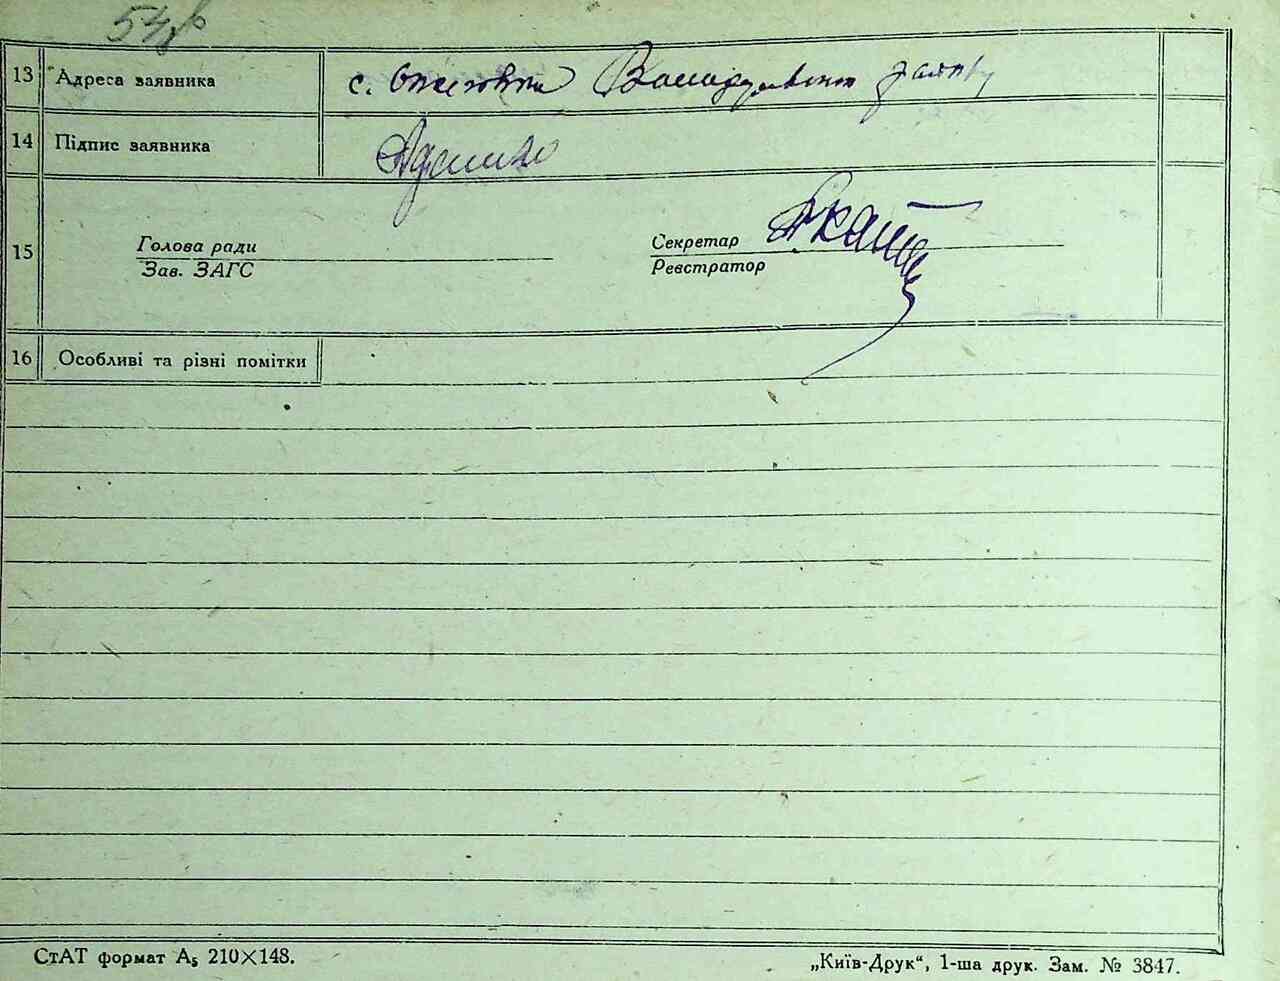 54
13 Адреса заявника с. району
14 Підпис заявника
15 Голова ради Секретар
Зав. ЗАГС Реєстратор
16 Особливі та різні помітки
СтАТ формат А₅ 210×148.
„Київ-Друк“, 1-ша друк. Зам. № 3847.